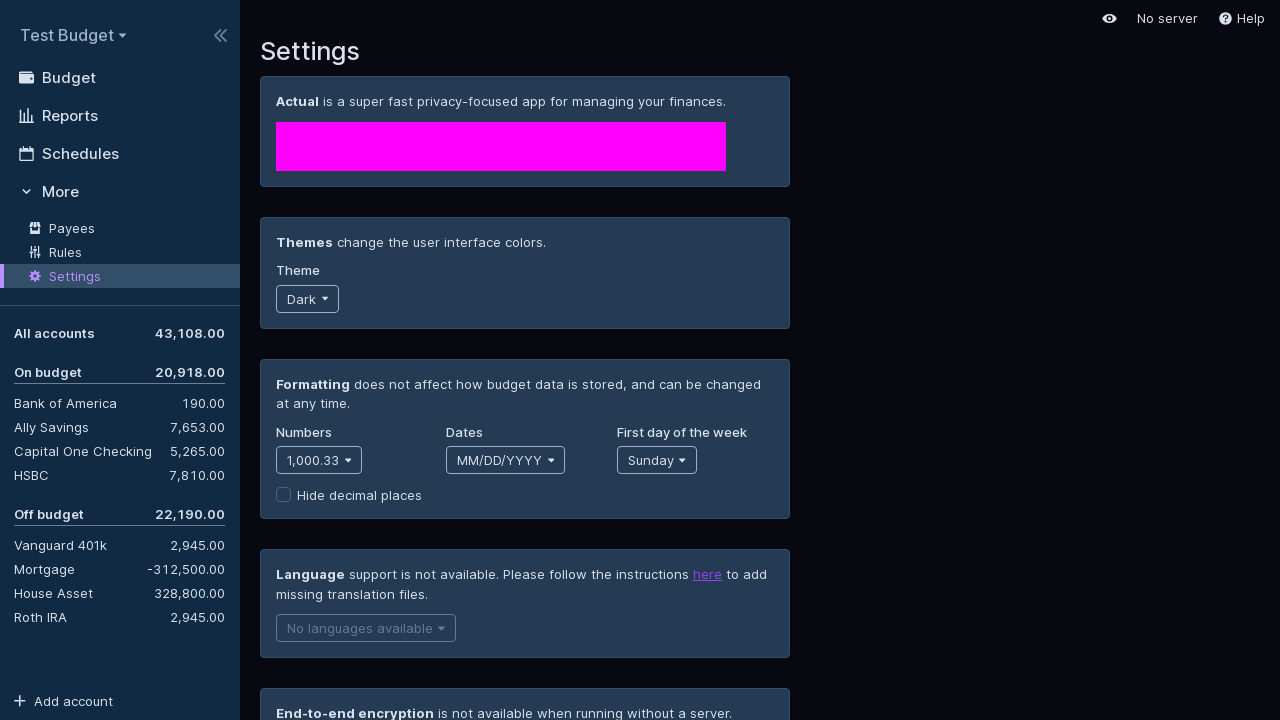 Test Budget
No server
Help
Settings
Budget
Reports
Schedules
More
Payees
Rules
Settings
All accounts 43,108.00
On budget 20,918.00
Bank of America 190.00
Ally Savings 7,653.00
Capital One Checking 5,265.00
HSBC 7,810.00
Off budget 22,190.00
Vanguard 401k 2,945.00
Mortgage -312,500.00
House Asset 328,800.00
Roth IRA 2,945.00
Add account
Actual is a super fast privacy-focused app for managing your finances.
Themes change the user interface colors.
Theme
Dark
Formatting does not affect how budget data is stored, and can be changed
at any time.
Numbers Dates First day of the week
1,000.33 MM/DD/YYYY Sunday
Hide decimal places
Language support is not available. Please follow the instructions here to add
missing translation files.
No languages available
End-to-end encryption is not available when running without a server.